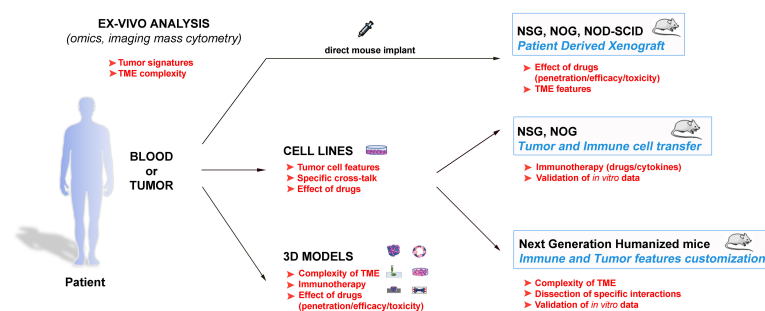 EX-VIVO ANALYSIS
(omics, imaging mass cytometry)
➤ Tumor signatures
➤ TME complexity
Patient
BLOOD
or
TUMOR
direct mouse implant
CELL LINES
➤ Tumor cell features
➤ Specific cross-talk
➤ Effect of drugs
3D MODELS
➤ Complexity of TME
➤ Immunotherapy
➤ Effect of drugs
(penetration/efficacy/toxicity)
NSG, NOG, NOD-SCID
Patient Derived Xenograft
➤ Effect of drugs
(penetration/efficacy/toxicity)
➤ TME features
NSG, NOG
Tumor and Immune cell transfer
➤ Immunotherapy (drugs/cytokines)
➤ Validation of in vitro data
Next Generation Humanized mice
Immune and Tumor features customization
➤ Complexity of TME
➤ Dissection of specific interactions
➤ Validation of in vitro data